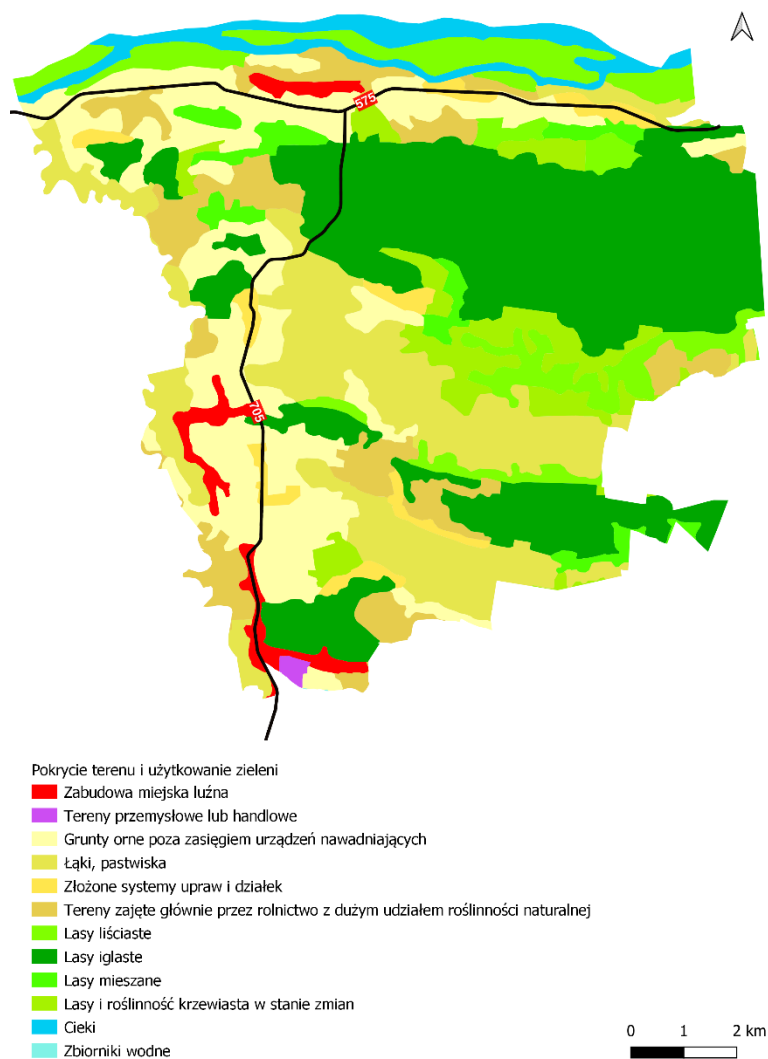 575
705
Pokrycie terenu i użytkowanie zieleni
Zabudowa miejska luźna
Tereny przemysłowe lub handlowe
Grunty orne poza zasięgiem urządzeń nawadniających
Łąki, pastwiska
Złożone systemy upraw i działek
Tereny zajęte głównie przez rolnictwo z dużym udziałem roślinności naturalnej
Lasy liściaste
Lasy iglaste
Lasy mieszane
Lasy i roślinność krzewiasta w stanie zmian
Cieki
Zbiorniki wodne
0 1 2 km